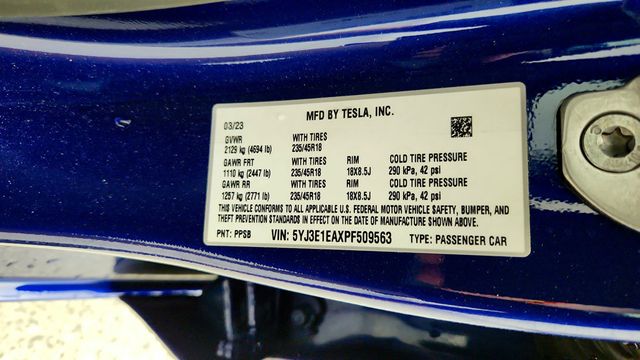 MFD BY TESLA, INC.
03/23
GVWR WITH TIRES
2129 kg (4694 lb) 235/45R18
GAWR FRT WITH TIRES RIM COLD TIRE PRESSURE
1110 kg (2447 lb) 235/45R18 18X8.5J 290 kPa, 42 psi
GAWR RR WITH TIRES RIM COLD TIRE PRESSURE
1257 kg (2771 lb) 235/45R18 18X8.5J 290 kPa, 42 psi
THIS VEHICLE CONFORMS TO ALL APPLICABLE U.S. FEDERAL MOTOR VEHICLE SAFETY, BUMPER, AND
THEFT PREVENTION STANDARDS IN EFFECT ON THE DATE OF MANUFACTURE SHOWN ABOVE.
PNT: PPSB VIN: 5YJ3E1EAXPF509563 TYPE: PASSENGER CAR